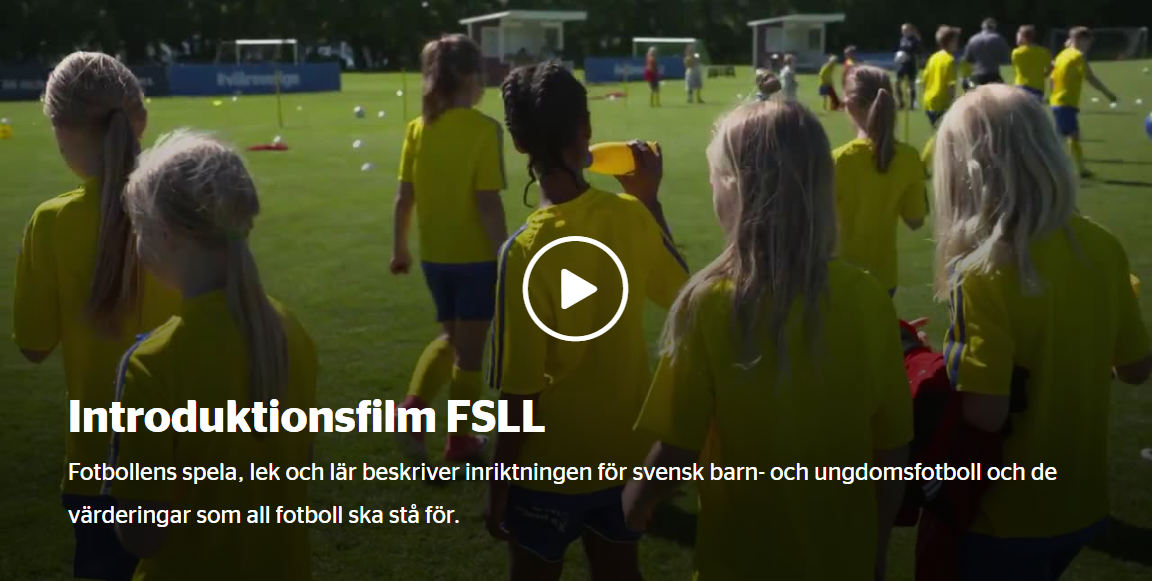 Introduktionsfilm FSLL
Fotbollens spela, lek och lär beskriver inriktningen för svensk barn- och ungdomsfotboll och de
värderingar som all fotboll ska stå för.